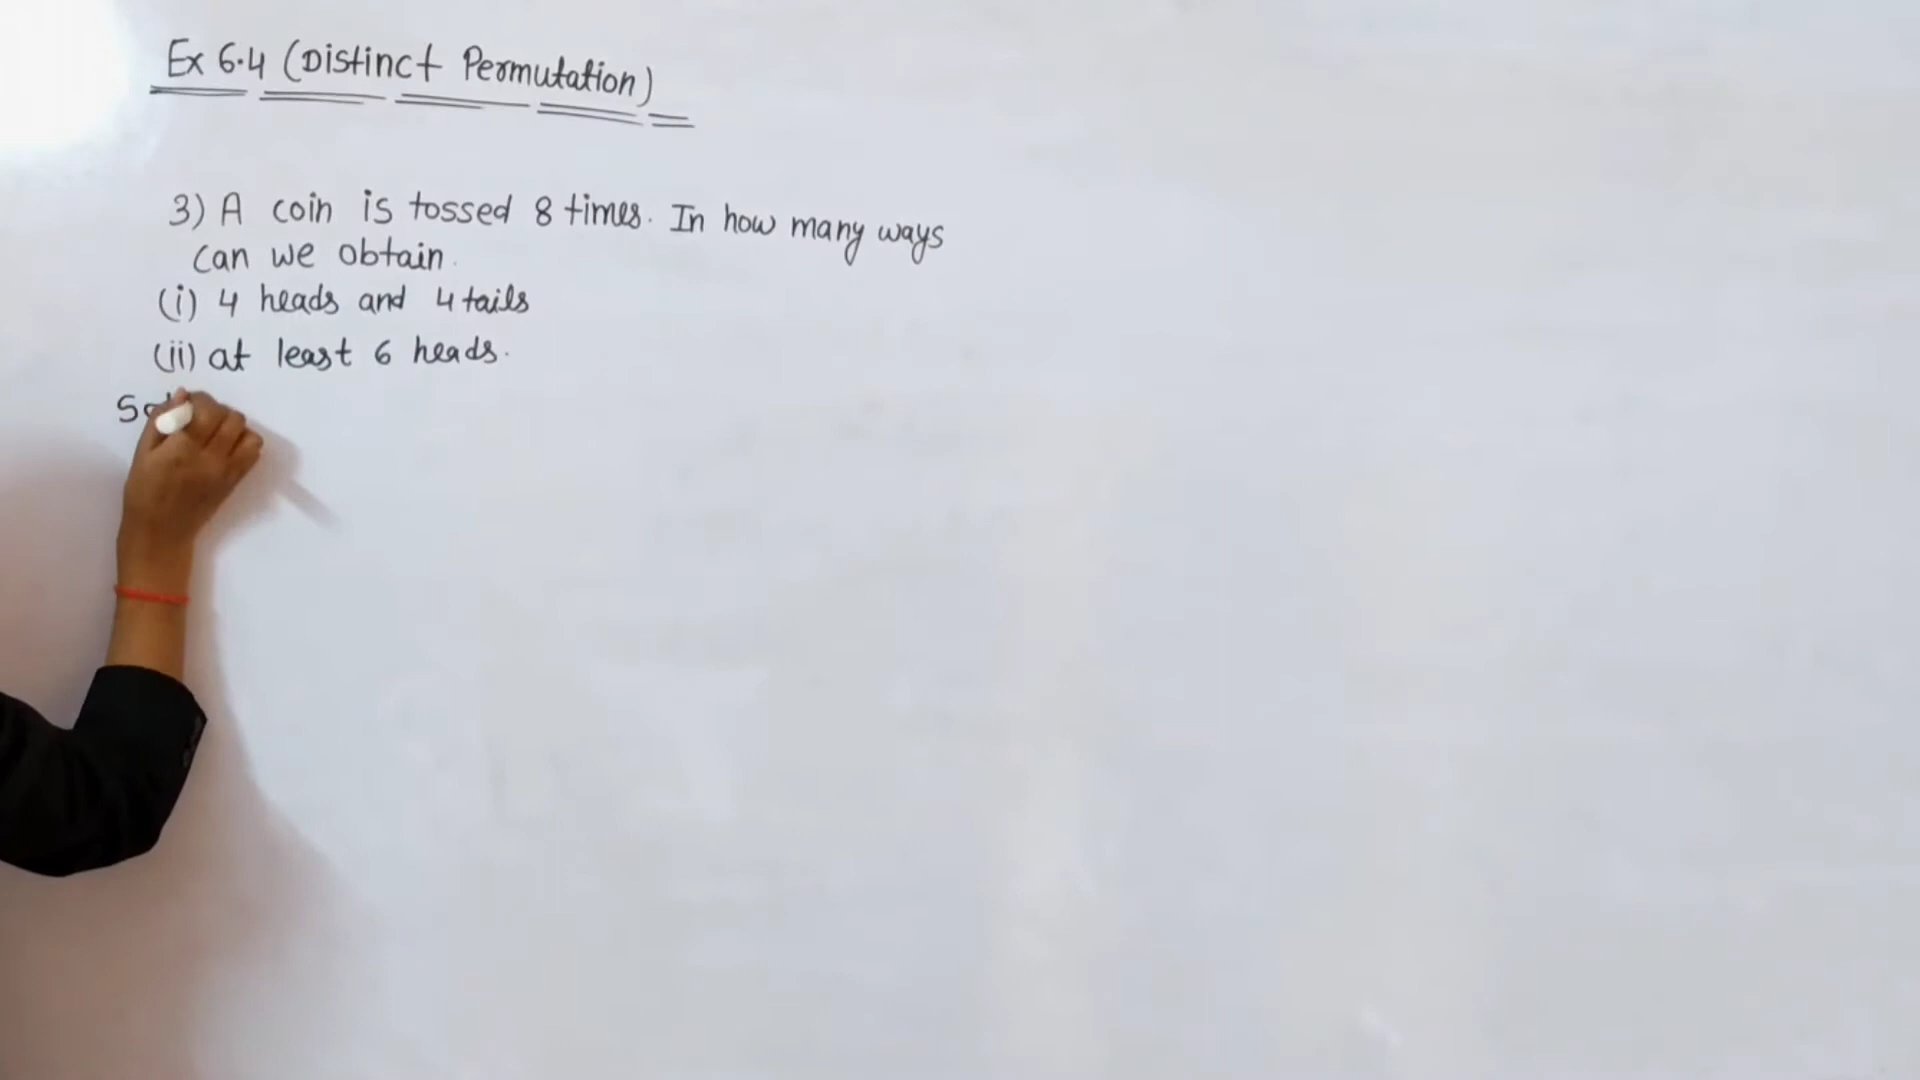 Ex 6.4 (Distinct Permutation)
3) A coin is tossed 8 times. In how many ways
can we obtain.
(i) 4 heads and 4 tails
(ii) at least 6 heads.